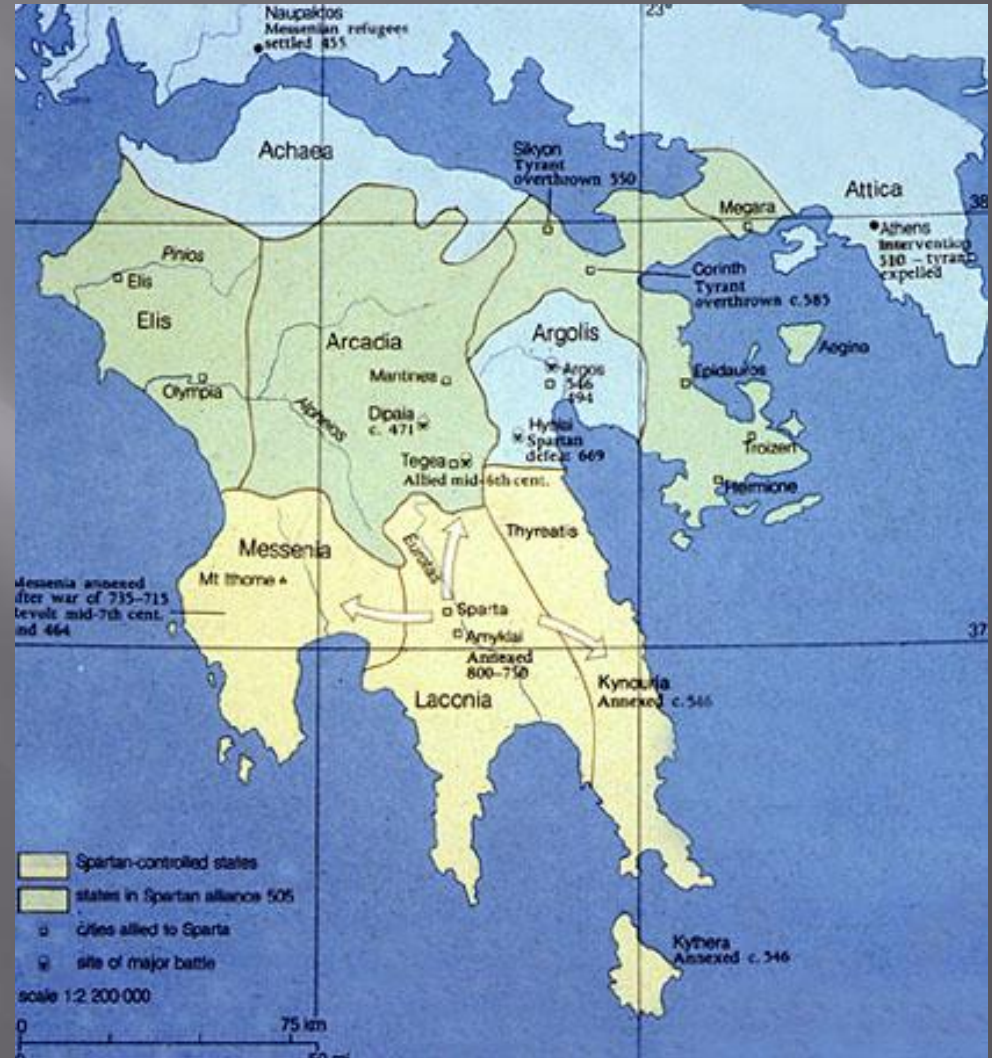 Naupaktos
Messenian refugees
settled 455
23°
Achaea
Sikyon
Tyrant
overthrown 550
Attica
38
Megara
Athens
Intervention
510 – tyrant
expelled
Pinios
Elis
Elis
Corinth
Tyrant
overthrown c.585
Arcadia
Argolis
Aegina
Mantinea
Argos
546
494
Epidauros
Olympia
Alpheios
Dipaia
c. 471
Hysiai
Spartan
defeat 669
Troizen
Tegea
Allied mid-6th cent.
Hermione
Thyreatis
Messenia
Eurotas
Mt Ithome
Messenia annexed
after war of 735–715
Revolt mid-7th cent.
and 464
Sparta
Amyklai
Annexed
800–750
37
Laconia
Kynouria
Annexed c. 546
Spartan-controlled states
states in Spartan alliance 505
cities allied to Sparta
site of major battle
scale 1:2 200 000
Kythera
Annexed c. 546
0
75 km
0
50 mi